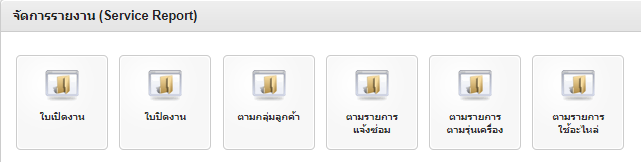 จัดการรายงาน (Service Report)
ใบเปิดงาน
ใบปิดงาน
ตามกลุ่มลูกค้า
ตามรายการ
แจ้งซ่อม
ตามรายการ
ตามรุ่นเครื่อง
ตามรายการ
ใช้อะไหล่